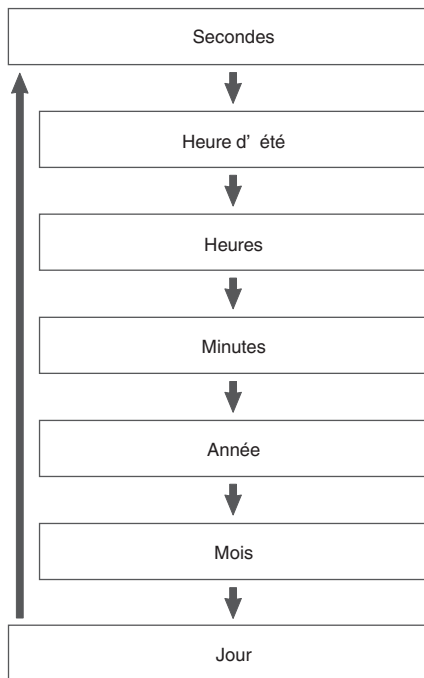 Secondes
Heure d' été
Heures
Minutes
Année
Mois
Jour